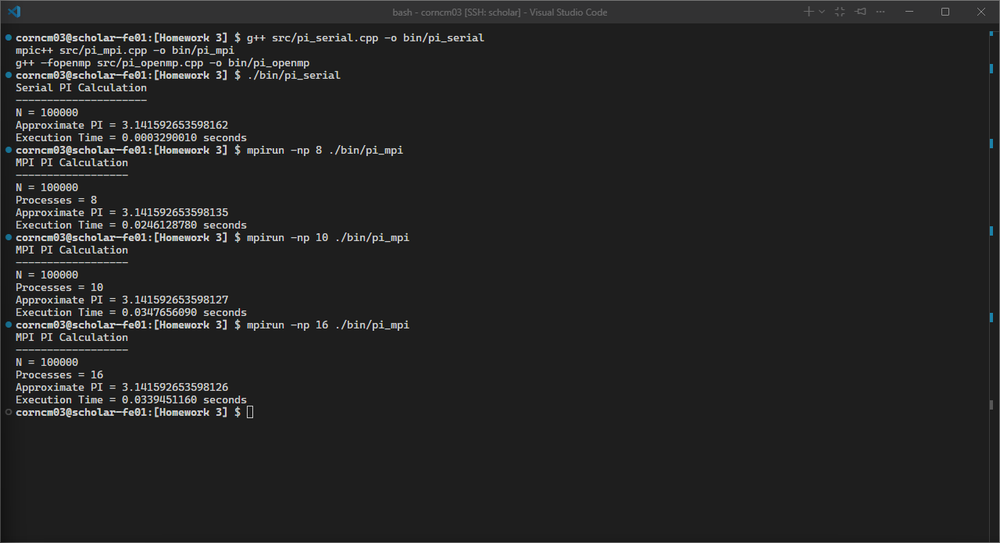 bash - corncm03 [SSH: scholar] - Visual Studio Code
corncm03@scholar-fe01:[Homework 3] $ g++ src/pi_serial.cpp -o bin/pi_serial
mpic++ src/pi_mpi.cpp -o bin/pi_mpi
g++ -fopenmp src/pi_openmp.cpp -o bin/pi_openmp
corncm03@scholar-fe01:[Homework 3] $ ./bin/pi_serial
Serial PI Calculation
---------------------
N = 100000
Approximate PI = 3.141592653598162
Execution Time = 0.0003290010 seconds
corncm03@scholar-fe01:[Homework 3] $ mpirun -np 8 ./bin/pi_mpi
MPI PI Calculation
------------------
N = 100000
Processes = 8
Approximate PI = 3.141592653598135
Execution Time = 0.0246128780 seconds
corncm03@scholar-fe01:[Homework 3] $ mpirun -np 10 ./bin/pi_mpi
MPI PI Calculation
------------------
N = 100000
Processes = 10
Approximate PI = 3.141592653598127
Execution Time = 0.0347656090 seconds
corncm03@scholar-fe01:[Homework 3] $ mpirun -np 16 ./bin/pi_mpi
MPI PI Calculation
------------------
N = 100000
Processes = 16
Approximate PI = 3.141592653598126
Execution Time = 0.0339451160 seconds
corncm03@scholar-fe01:[Homework 3] $